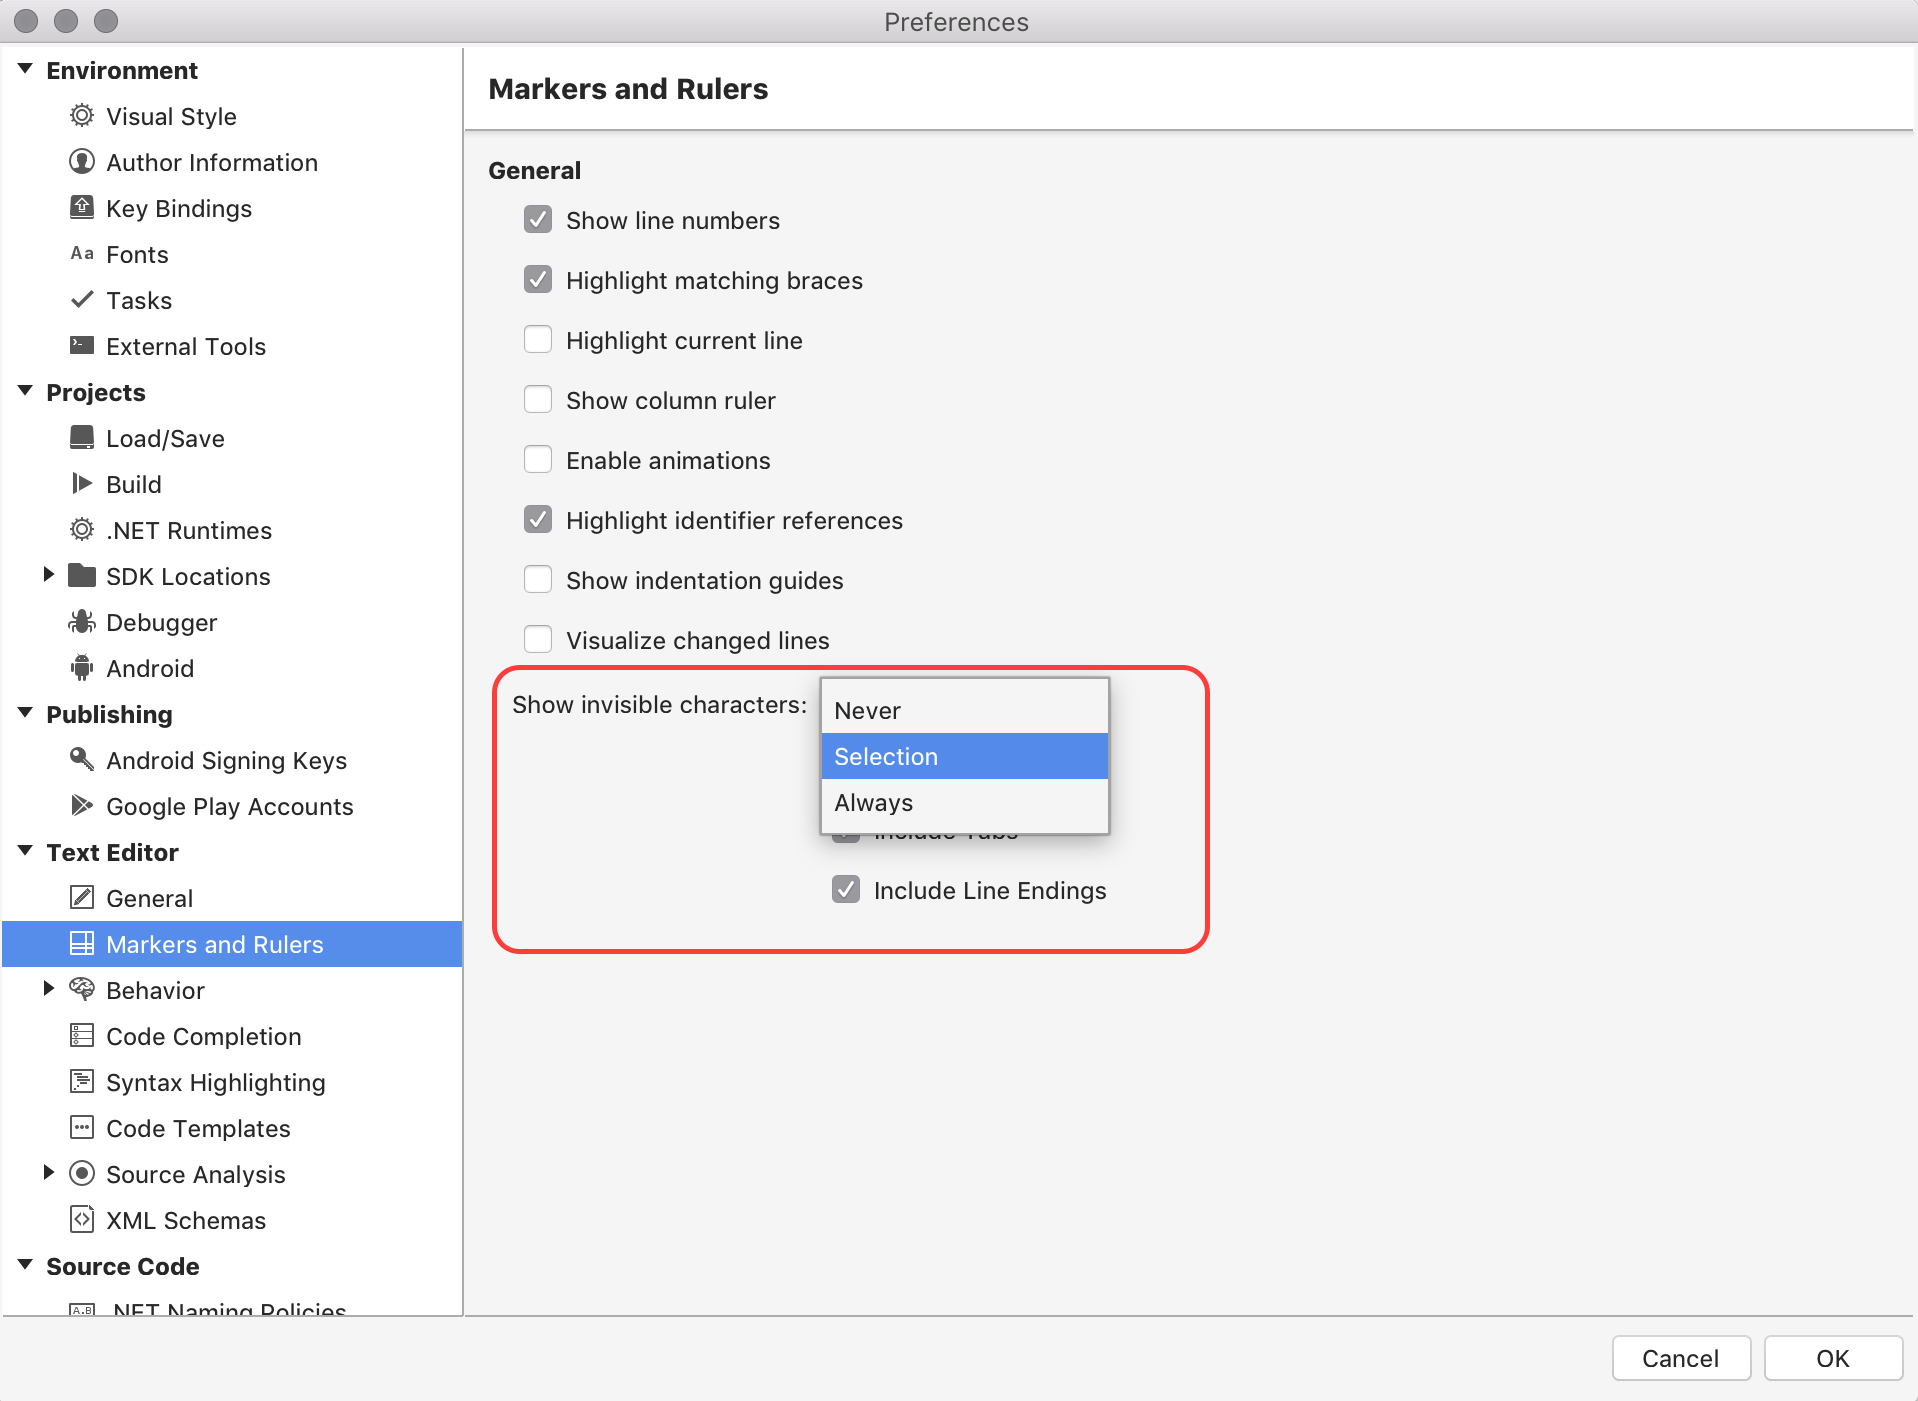 Preferences
Environment
Visual Style
Author Information
Key Bindings
Aa Fonts
Tasks
External Tools
Projects
Load/Save
Build
.NET Runtimes
SDK Locations
Debugger
Android
Publishing
Android Signing Keys
Google Play Accounts
Text Editor
General
Markers and Rulers
Behavior
Code Completion
Syntax Highlighting
Code Templates
Source Analysis
XML Schemas
Source Code
.NET Naming Policies
Markers and Rulers
General
Show line numbers
Highlight matching braces
Highlight current line
Show column ruler
Enable animations
Highlight identifier references
Show indentation guides
Visualize changed lines
Show invisible characters:
Never
Selection
Always
Include Tabs
Include Line Endings
Cancel
OK